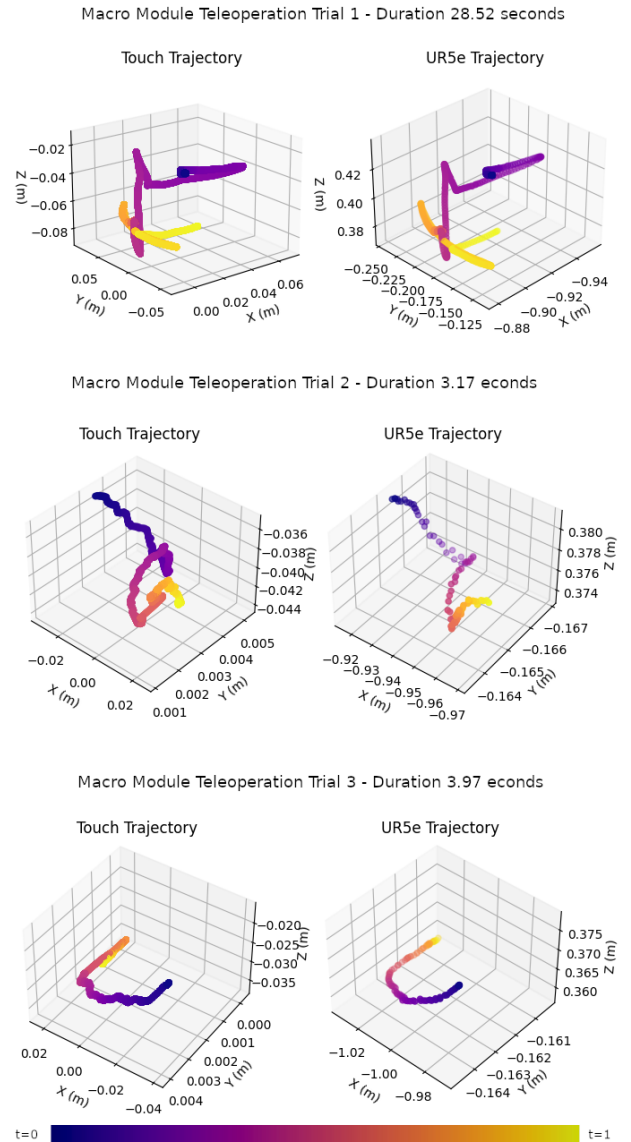 Macro Module Teleoperation Trial 1 - Duration 28.52 seconds
Touch Trajectory
UR5e Trajectory
−0.02
−0.04
−0.06
−0.08
Z (m)
0.05
0.00
−0.05
Y (m)
0.00
0.02
0.04
0.06
X (m)
0.42
0.40
0.38
Z (m)
−0.250
−0.225
−0.200
−0.175
−0.150
−0.125
Y (m)
−0.94
−0.92
−0.90
−0.88
X (m)
Macro Module Teleoperation Trial 2 - Duration 3.17 econds
Touch Trajectory
UR5e Trajectory
−0.036
−0.038
−0.040
−0.042
−0.044
Z (m)
−0.02
0.00
0.02
X (m)
0.005
0.004
0.003
0.002
0.001
Y (m)
0.380
0.378
0.376
0.374
Z (m)
−0.92
−0.93
−0.94
−0.95
−0.96
−0.97
X (m)
−0.167
−0.166
−0.165
−0.164
Y (m)
Macro Module Teleoperation Trial 3 - Duration 3.97 econds
Touch Trajectory
UR5e Trajectory
−0.020
−0.025
−0.030
−0.035
Z (m)
0.02
0.00
−0.02
−0.04
X (m)
0.000
0.001
0.002
0.003
0.004
Y (m)
0.375
0.370
0.365
0.360
Z (m)
−1.02
−1.00
−0.98
X (m)
−0.161
−0.162
−0.163
−0.164
Y (m)
t=0
t=1